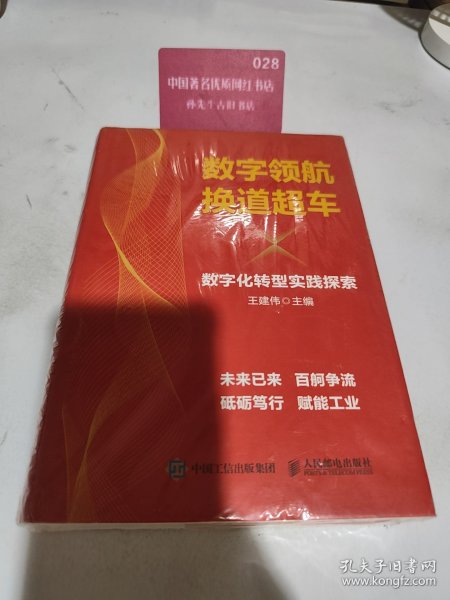 028
中国著名优质网红书店
孙先生古旧书店
数字领航
换道超车
数字化转型实践探索
王建伟○主编
未来已来 百舸争流
砥砺笃行 赋能工业
中国工信出版集团
人民邮电出版社
孔夫子旧书网
www.kongfz.com